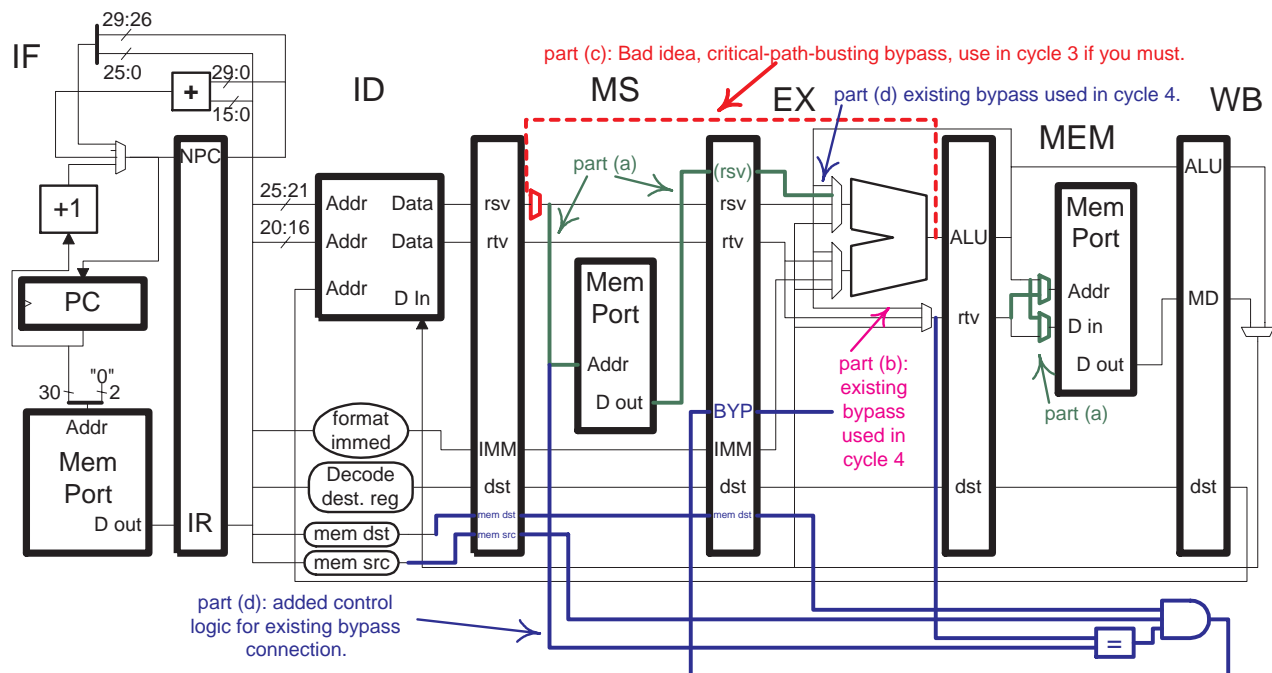 29:26
25:0
29:0
15:0
IF
+
ID
MS
EX
MEM
WB
part (c): Bad idea, critical-path-busting bypass, use in cycle 3 if you must.
part (d) existing bypass used in cycle 4.
NPC
+1
PC
30
"0"
2
Addr
Mem
Port
D out
IR
25:21
20:16
Addr
Data
Addr
Data
Addr
D In
format
immed
Decode
dest. reg
mem dst
mem src
rsv
rtv
IMM
dst
mem dst
mem src
part (a)
Mem
Port
Addr
D out
(rsv)
rsv
rtv
BYP
IMM
dst
mem dst
part (b):
existing
bypass
used in
cycle 4
ALU
rtv
dst
Mem
Port
Addr
D in
D out
part (a)
ALU
MD
dst
part (d): added control
logic for existing bypass
connection.
=